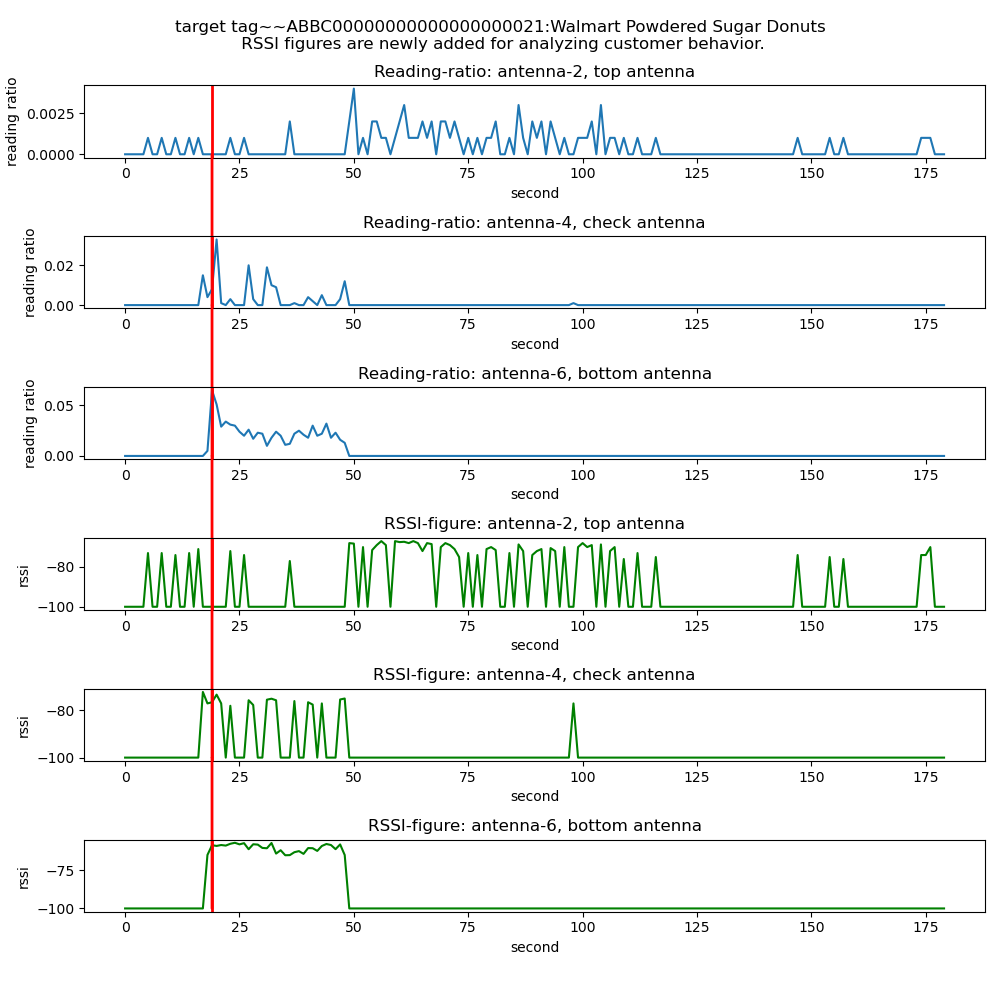 target tag~~ABBC00000000000000000021:Walmart Powdered Sugar Donuts
RSSI figures are newly added for analyzing customer behavior.
Reading-ratio: antenna-2, top antenna
reading ratio
0.0025
0.0000
0 25 50 75 100 125 150 175
second
Reading-ratio: antenna-4, check antenna
reading ratio
0.02
0.00
0 25 50 75 100 125 150 175
second
Reading-ratio: antenna-6, bottom antenna
reading ratio
0.05
0.00
0 25 50 75 100 125 150 175
second
RSSI-figure: antenna-2, top antenna
rssi
−80
−100
0 25 50 75 100 125 150 175
second
RSSI-figure: antenna-4, check antenna
rssi
−80
−100
0 25 50 75 100 125 150 175
second
RSSI-figure: antenna-6, bottom antenna
rssi
−75
−100
0 25 50 75 100 125 150 175
second